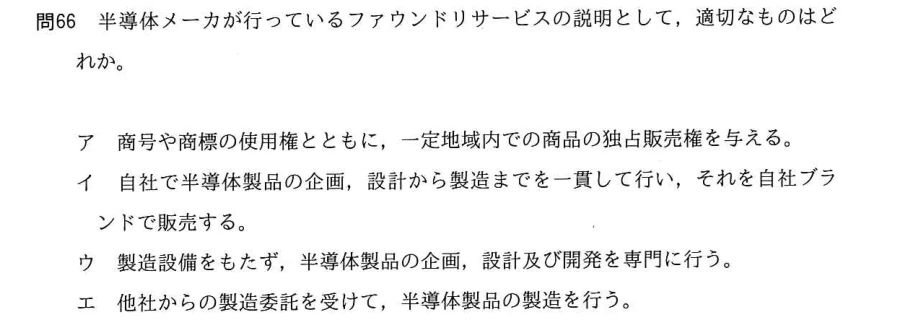 問66 半導体メーカが行っているファウンドリサービスの説明として，適切なものはど
れか。
ア 商号や商標の使用権とともに，一定地域内での商品の独占販売権を与える。
イ 自社で半導体製品の企画，設計から製造までを一貫して行い，それを自社ブラ
ンドで販売する。
ウ 製造設備をもたず，半導体製品の企画，設計及び開発を専門に行う。
エ 他社からの製造委託を受けて，半導体製品の製造を行う。